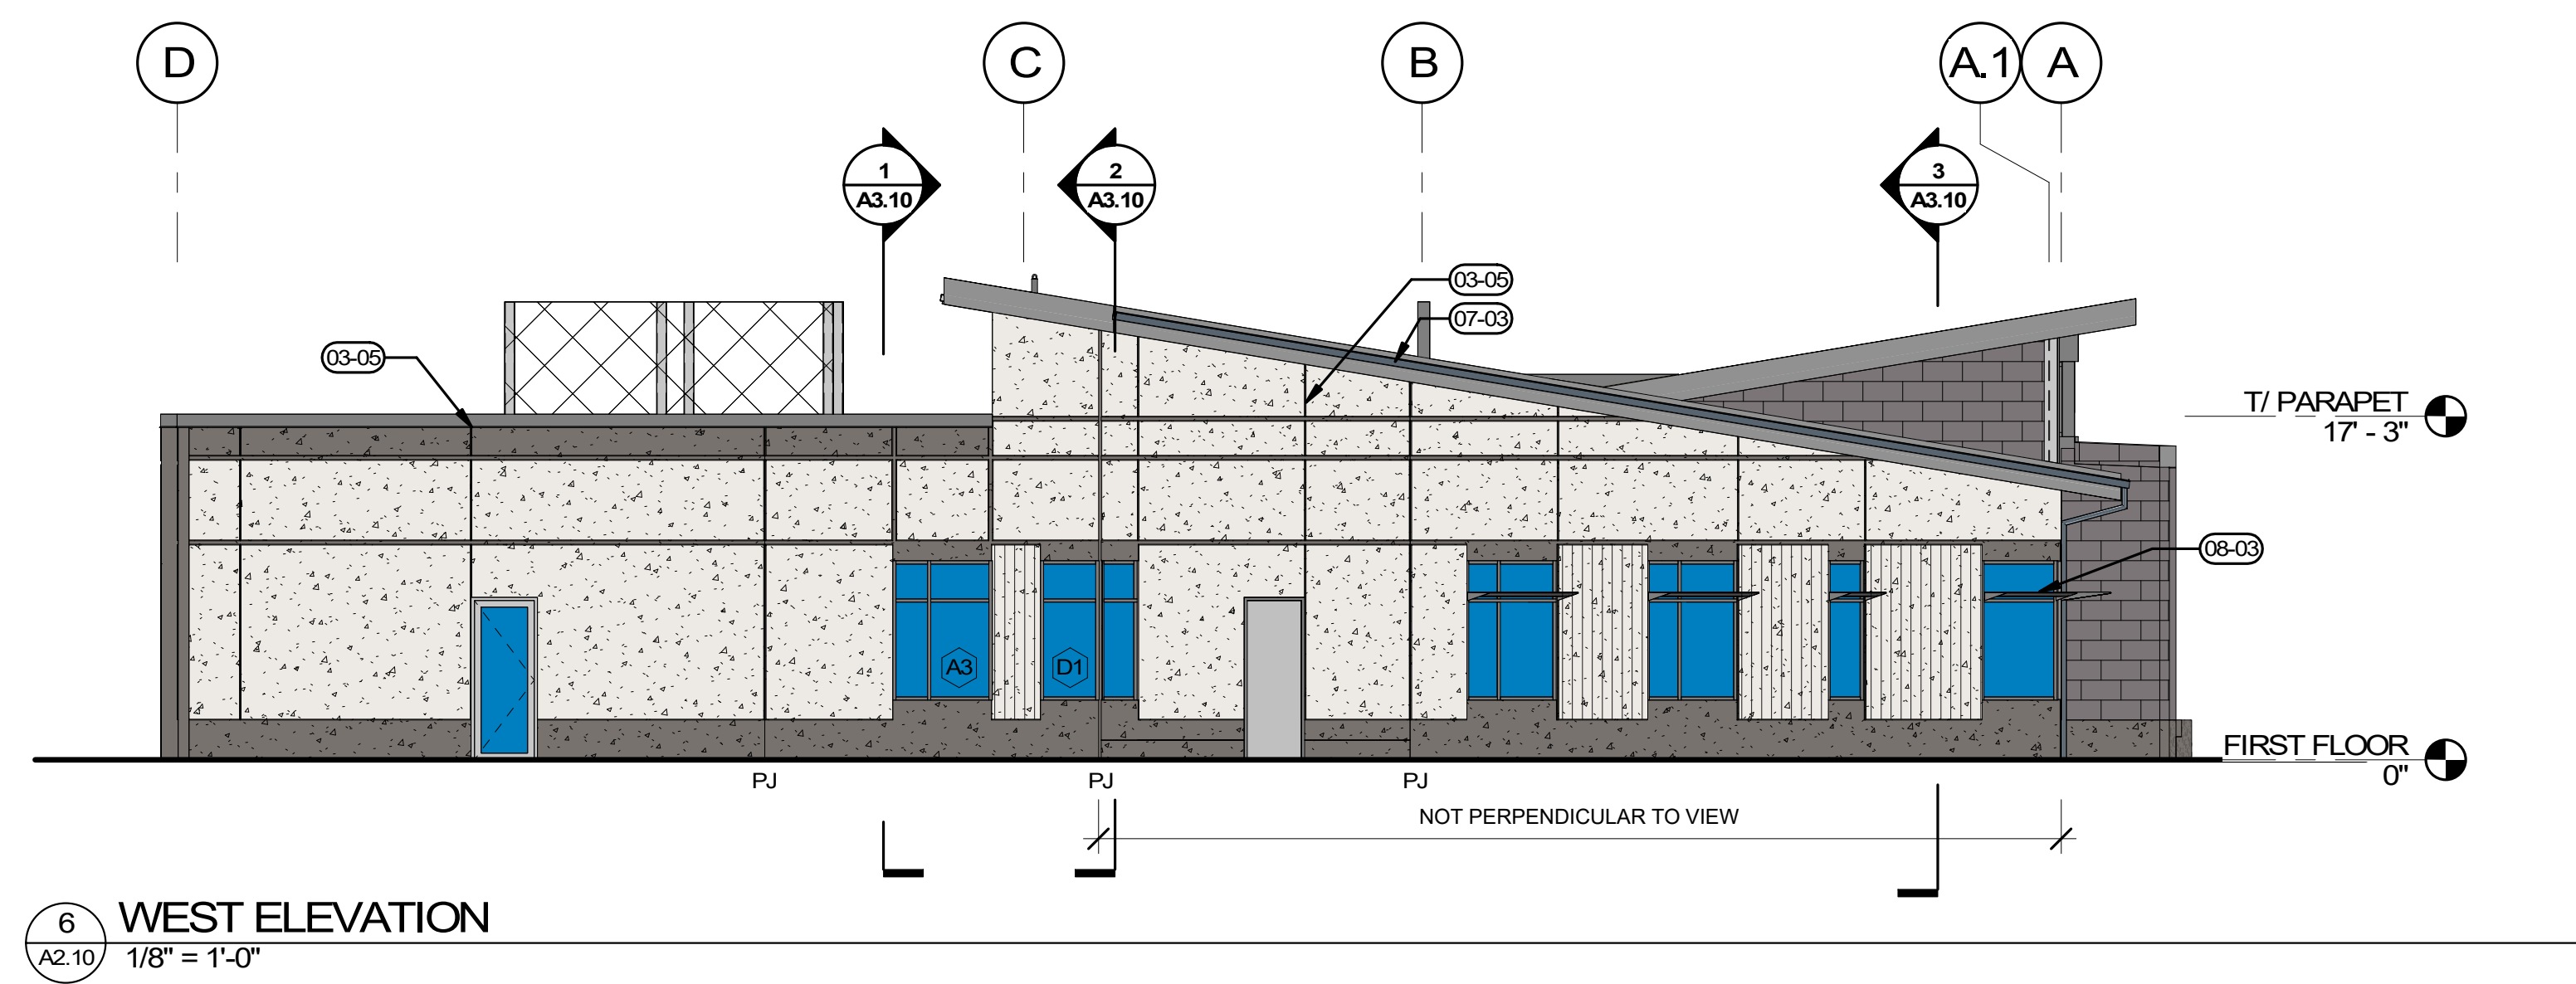 D
C
B
A.1
A
1
A3.10
2
A3.10
3
A3.10
03-05
07-03
03-05
T/ PARAPET
17' - 3"
08-03
A3
D1
FIRST FLOOR
0"
PJ
PJ
PJ
NOT PERPENDICULAR TO VIEW
6
A2.10
WEST ELEVATION
1/8" = 1'-0"